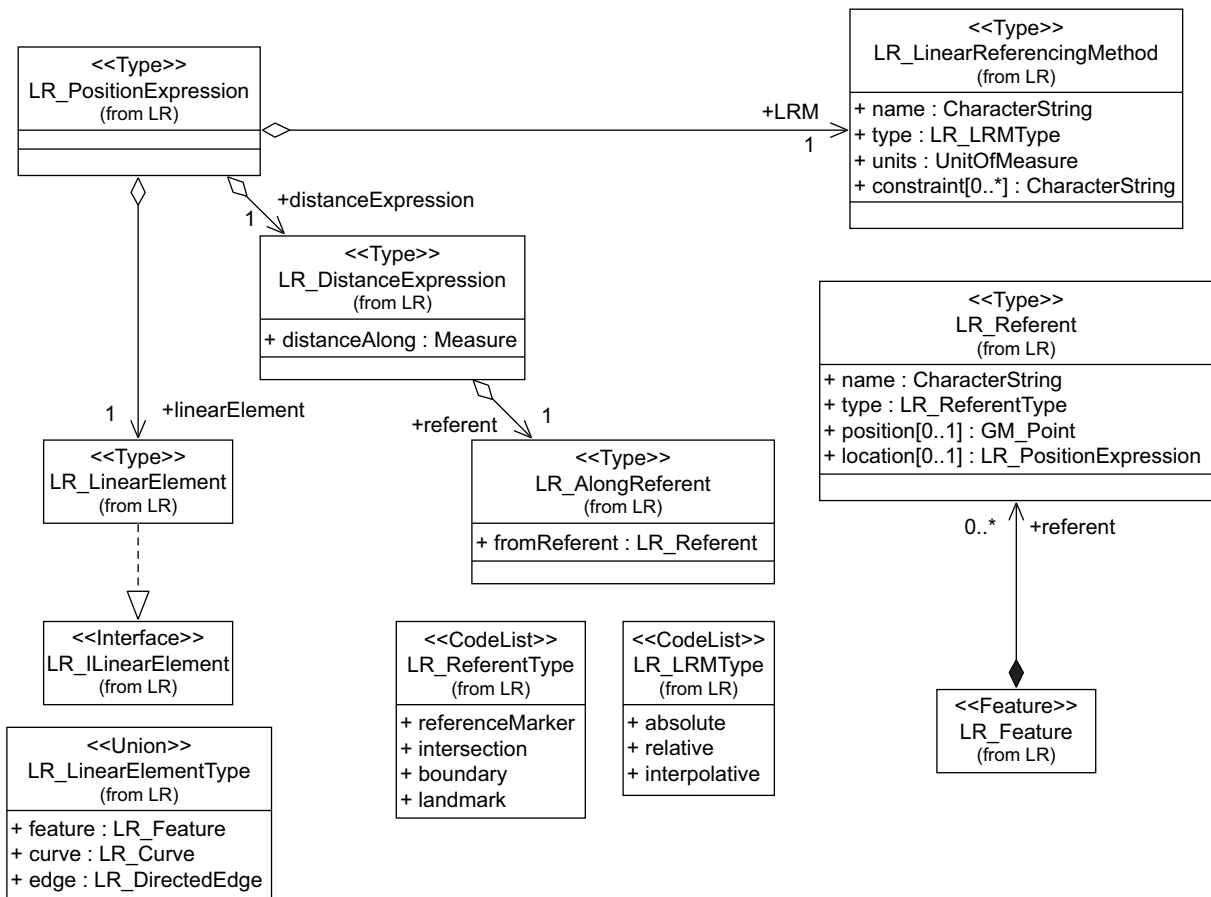 <<Type>>
LR_PositionExpression
(from LR)
<<Type>>
LR_LinearReferencingMethod
(from LR)
+ name : CharacterString
+ type : LR_LRMType
+ units : UnitOfMeasure
+ constraint[0..*] : CharacterString
+LRM
1
+distanceExpression
1
<<Type>>
LR_DistanceExpression
(from LR)
+ distanceAlong : Measure
<<Type>>
LR_Referent
(from LR)
+ name : CharacterString
+ type : LR_ReferentType
+ position[0..1] : GM_Point
+ location[0..1] : LR_PositionExpression
1
+linearElement
+referent
1
<<Type>>
LR_LinearElement
(from LR)
<<Type>>
LR_AlongReferent
(from LR)
+ fromReferent : LR_Referent
0..*
+referent
<<Interface>>
LR_ILinearElement
(from LR)
<<CodeList>>
LR_ReferentType
(from LR)
+ referenceMarker
+ intersection
+ boundary
+ landmark
<<CodeList>>
LR_LRMType
(from LR)
+ absolute
+ relative
+ interpolative
<<Feature>>
LR_Feature
(from LR)
<<Union>>
LR_LinearElementType
(from LR)
+ feature : LR_Feature
+ curve : LR_Curve
+ edge : LR_DirectedEdge